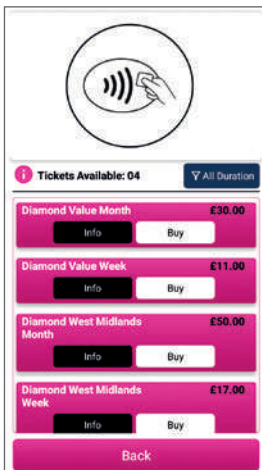 Tickets Available: 04
All Duration
Diamond Value Month £30.00
Info Buy
Diamond Value Week £11.00
Info Buy
Diamond West Midlands £50.00
Month
Info Buy
Diamond West Midlands £17.00
Week
Info Buy
Back